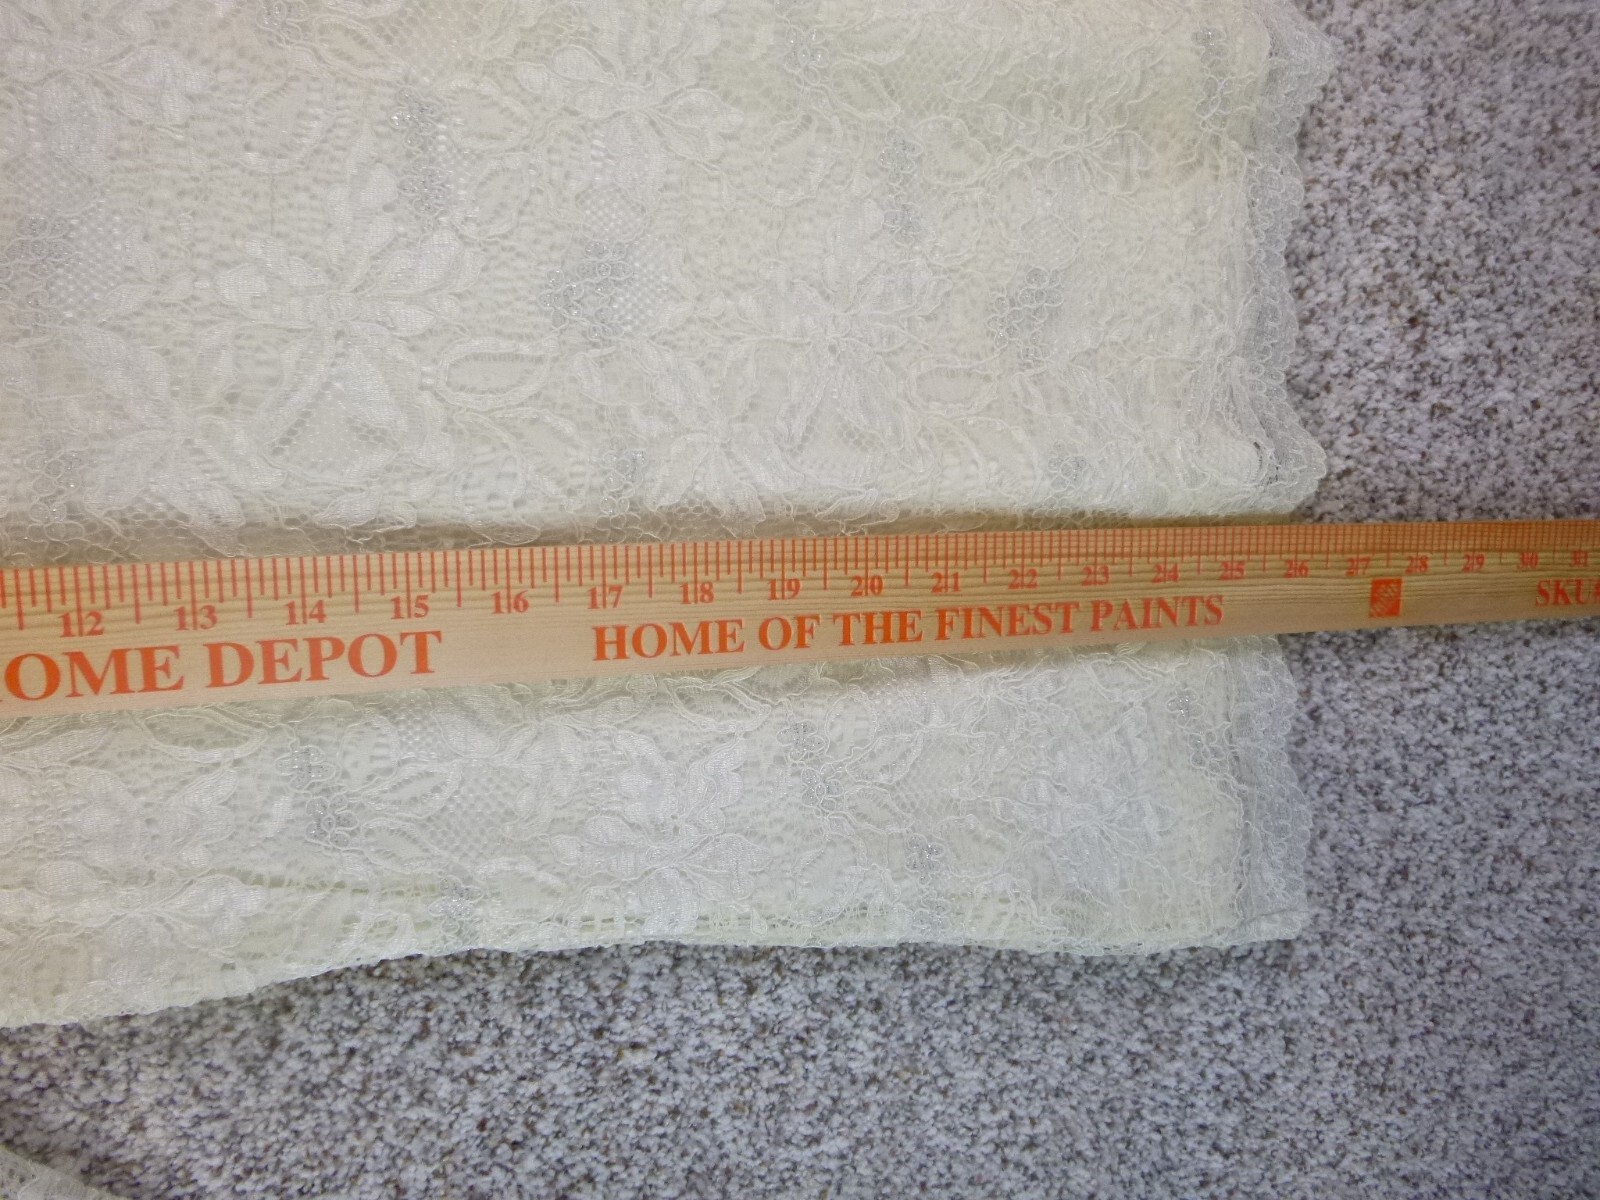 12 13 14 15 16 17 18 19 20 21 22 23 24 25 26 27 28 29 30 31
OME DEPOT HOME OF THE FINEST PAINTS SKU#